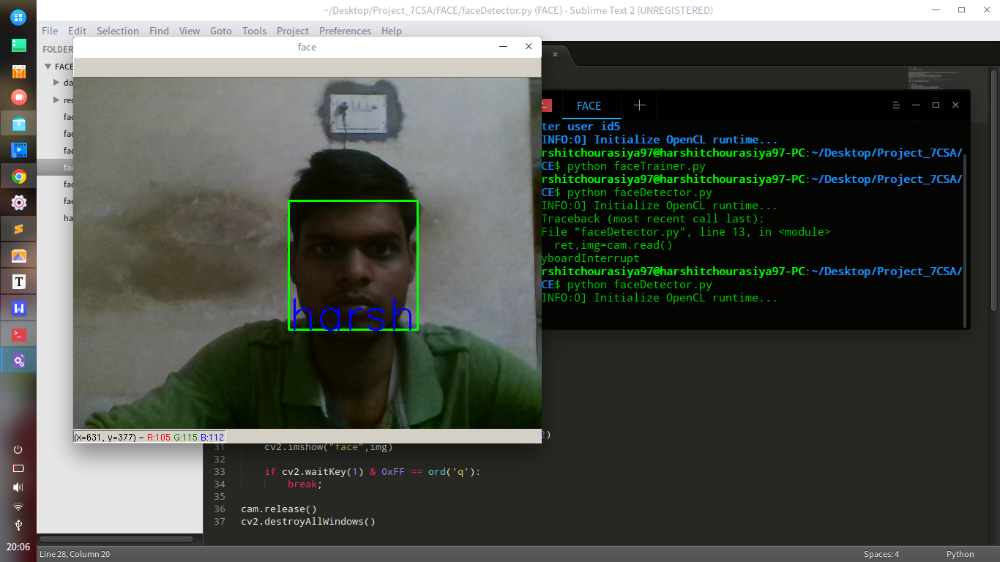 ~/Desktop/Project_7CSA/FACE/faceDetector.py (FACE) - Sublime Text 2 (UNREGISTERED)
File Edit Selection Find View Goto Tools Project Preferences Help
face
FOLDER
FACE
da
rec
fac
fac
fac
fac
fac
fac
ha
harsh
(x=631, y=377) ~ R:105 G:115 B:112
FACE
ter user id5
INFO:0] Initialize OpenCL runtime...
rshitchourasiya97@harshitchourasiya97-PC:~/Desktop/Project_7CSA/
CE$ python faceTrainer.py
rshitchourasiya97@harshitchourasiya97-PC:~/Desktop/Project_7CSA/
CE$ python faceDetector.py
INFO:0] Initialize OpenCL runtime...
Traceback (most recent call last):
File "faceDetector.py", line 13, in <module>
ret,img=cam.read()
yboardInterrupt
rshitchourasiya97@harshitchourasiya97-PC:~/Desktop/Project_7CSA/
CE$ python faceDetector.py
INFO:0] Initialize OpenCL runtime...
2)
31 cv2.imshow("face",img)
32
33 if cv2.waitKey(1) & 0xFF == ord('q'):
34 break;
35
36 cam.release()
37 cv2.destroyAllWindows()
20:06
Line 28, Column 20
Spaces: 4
Python